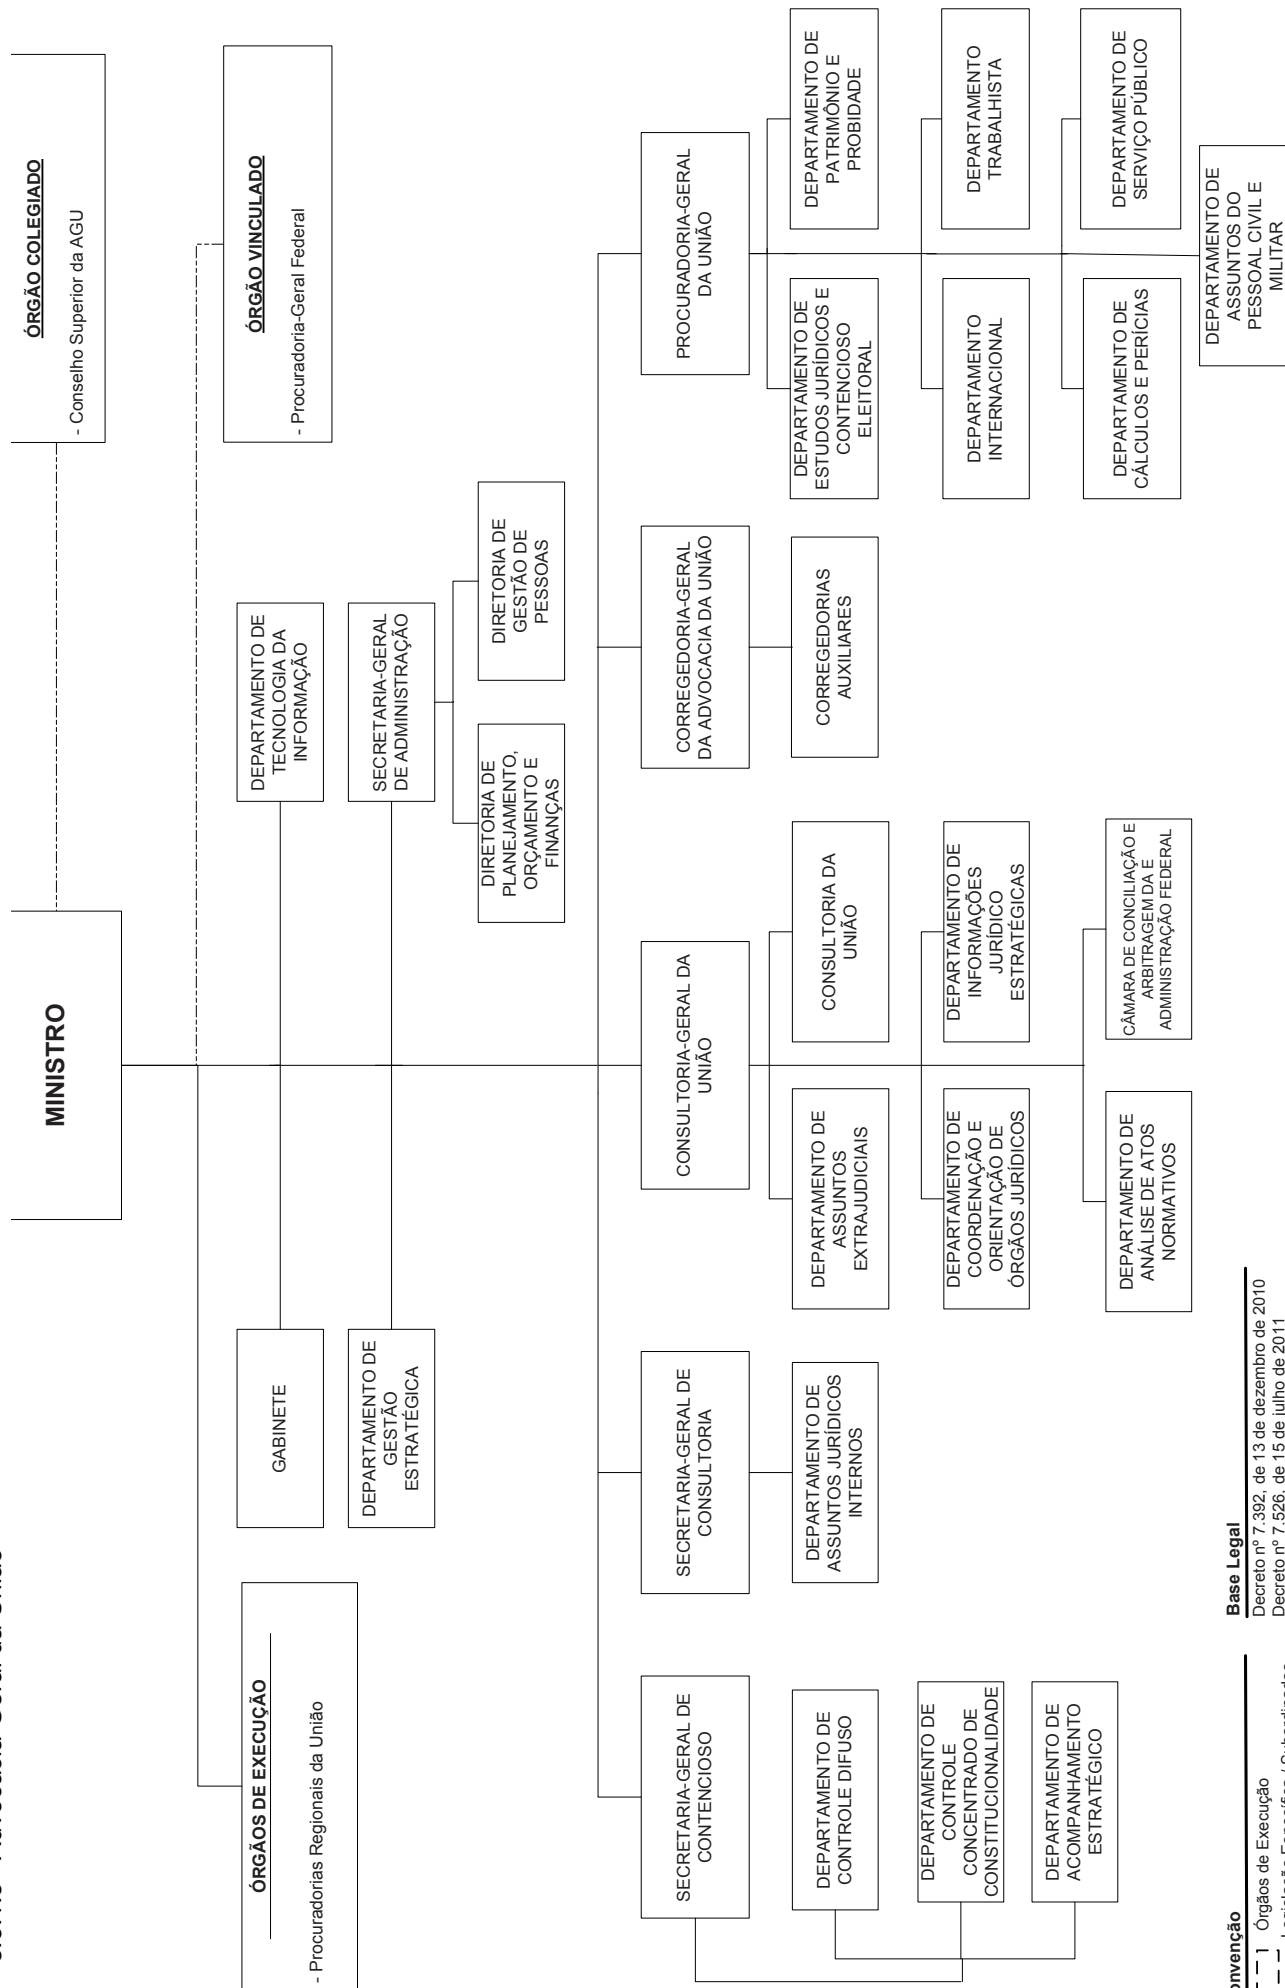 MINISTRO
ÓRGÃO COLEGIADO
- Conselho Superior da AGU
ÓRGÃOS DE EXECUÇÃO
- Procuradorias Regionais da União
ÓRGÃO VINCULADO
- Procuradoria-Geral Federal
GABINETE
DEPARTAMENTO DE
TECNOLOGIA DA
INFORMAÇÃO
DEPARTAMENTO DE
GESTÃO
ESTRATÉGICA
SECRETARIA-GERAL
DE ADMINISTRAÇÃO
DIRETORIA DE
PLANEJAMENTO,
ORÇAMENTO E
FINANÇAS
DIRETORIA DE
GESTÃO DE
PESSOAS
SECRETARIA-GERAL DE
CONTENCIOSO
DEPARTAMENTO DE
CONTROLE DIFUSO
DEPARTAMENTO DE
CONTROLE
CONCENTRADO DE
CONSTITUCIONALIDADE
DEPARTAMENTO DE
ACOMPANHAMENTO
ESTRATÉGICO
SECRETARIA-GERAL DE
CONSULTORIA
DEPARTAMENTO DE
ASSUNTOS JURÍDICOS
INTERNOS
CONSULTORIA-GERAL DA
UNIÃO
DEPARTAMENTO DE
ASSUNTOS
EXTRAJUDICIAIS
CONSULTORIA DA
UNIÃO
DEPARTAMENTO DE
COORDENAÇÃO E
ORIENTAÇÃO DE
ÓRGÃOS JURÍDICOS
DEPARTAMENTO DE
INFORMAÇÕES
JURÍDICO
ESTRATÉGICAS
DEPARTAMENTO DE
ANÁLISE DE ATOS
NORMATIVOS
CÂMARA DE CONCILIAÇÃO E
ARBITRAGEM DA E
ADMINISTRAÇÃO FEDERAL
CORREGEDORIA-GERAL
DA ADVOCACIA DA UNIÃO
CORREGEDORIAS
AUXILIARES
PROCURADORIA-GERAL
DA UNIÃO
DEPARTAMENTO DE
ESTUDOS JURÍDICOS E
CONTENCIOSO
ELEITORAL
DEPARTAMENTO DE
PATRIMÔNIO E
PROBIDADE
DEPARTAMENTO
INTERNACIONAL
DEPARTAMENTO
TRABALHISTA
DEPARTAMENTO DE
CÁLCULOS E PERÍCIAS
DEPARTAMENTO DE
SERVIÇO PÚBLICO
DEPARTAMENTO DE
ASSUNTOS DO
PESSOAL CIVIL E
MILITAR
Órgãos de Execução
Base Legal
Decreto nº 7.392, de 13 de dezembro de 2010
Decreto nº 7.526, de 15 de julho de 2011